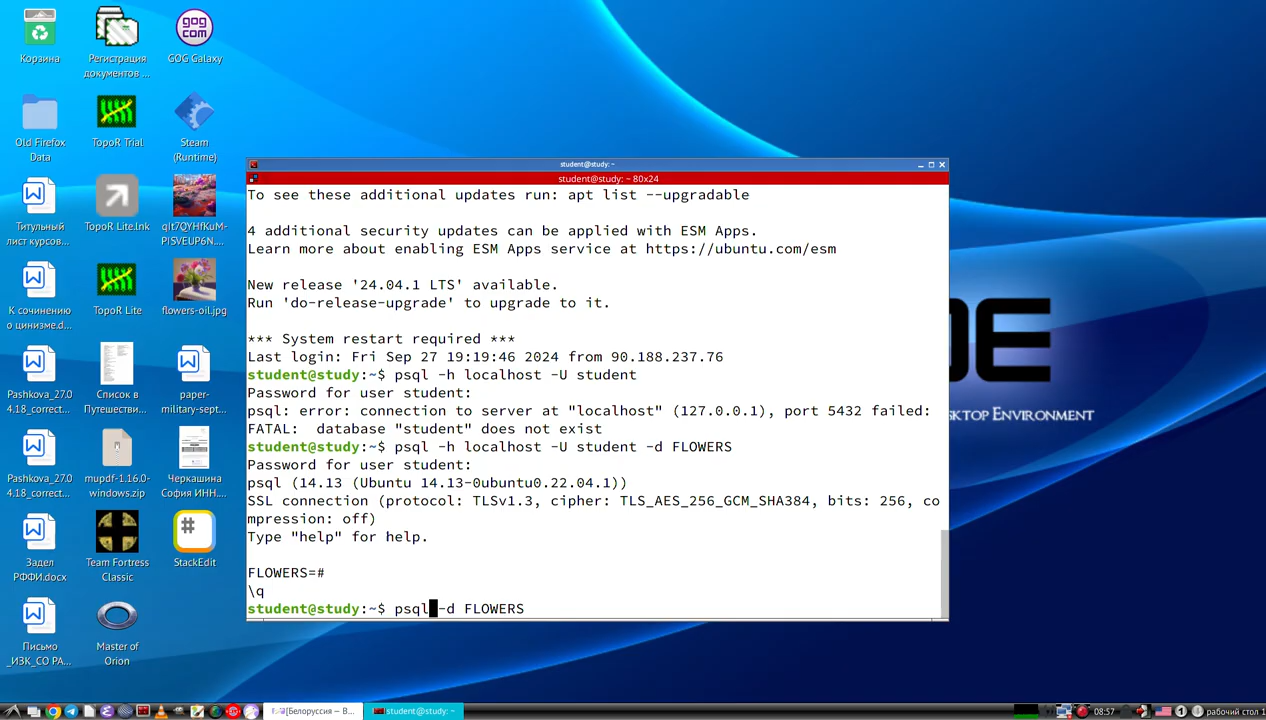 Корзина
Регистрация
документов ...
GOG Galaxy
gog
com
Old Firefox
Data
TopoR Trial
Steam
(Runtime)
Титульный
лист курсов...
TopoR Lite.lnk
qIt7QYHfKuM-
PJSVEUP6N....
К сочинению
о цинизме.d...
TopoR Lite
flowers-oil.jpg
Pashkova_27.0
4.18_correct...
Список в
Путешестви...
paper-
military-sept...
Pashkova_27.0
4.18_correct...
mupdf-1.16.0-
windows.zip
Черкашина
София ИНН....
Задел
РФФИ.docx
Team Fortress
Classic
StackEdit
Письмо
_ИЗК_СО РА...
Master of
Orion
student@study: ~
student@study: ~ 80x24
To see these additional updates run: apt list --upgradable
4 additional security updates can be applied with ESM Apps.
Learn more about enabling ESM Apps service at https://ubuntu.com/esm
New release '24.04.1 LTS' available.
Run 'do-release-upgrade' to upgrade to it.
*** System restart required ***
Last login: Fri Sep 27 19:19:46 2024 from 90.188.237.76
student@study:~$ psql -h localhost -U student
Password for user student:
psql: error: connection to server at "localhost" (127.0.0.1), port 5432 failed:
FATAL:  database "student" does not exist
student@study:~$ psql -h localhost -U student -d FLOWERS
Password for user student:
psql (14.13 (Ubuntu 14.13-0ubuntu0.22.04.1))
SSL connection (protocol: TLSv1.3, cipher: TLS_AES_256_GCM_SHA384, bits: 256, co
mpression: off)
Type "help" for help.
FLOWERS=#
\q
student@study:~$ psql -d FLOWERS
DE
SKTOP ENVIRONMENT
[Белоруссия — В...
student@study: ~
08:57
1
рабочий стол 1